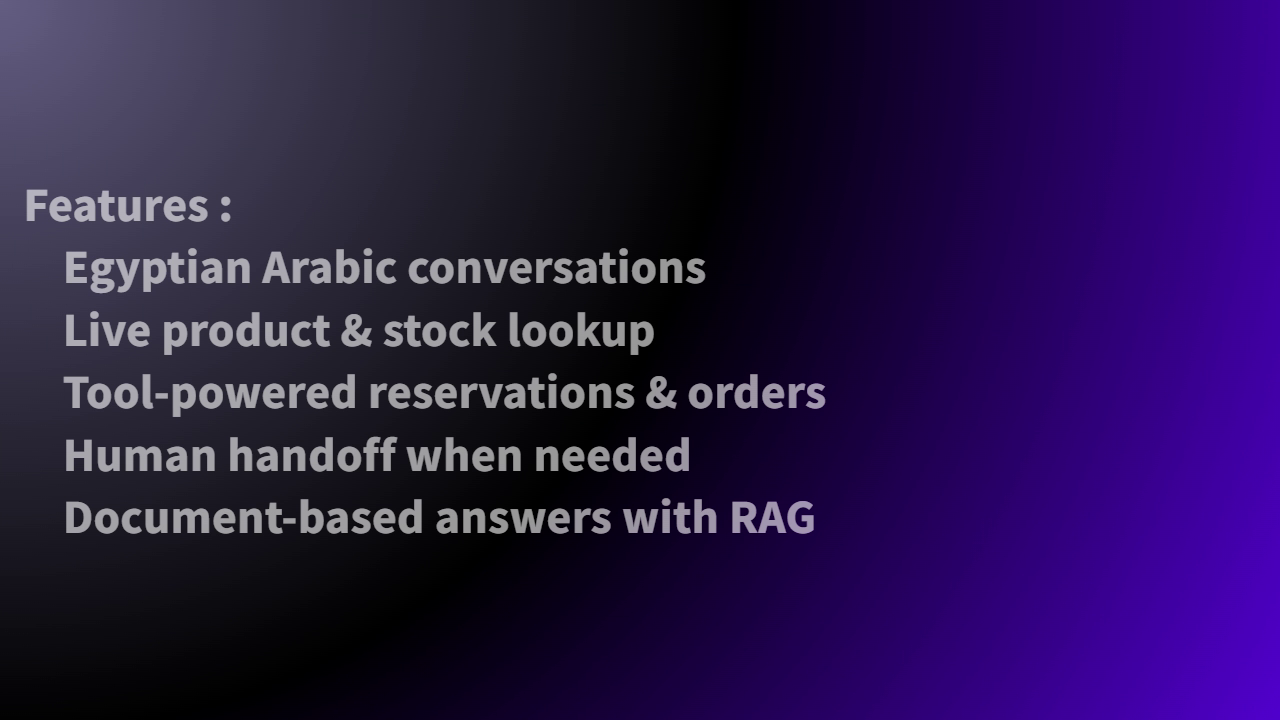 Features :
Egyptian Arabic conversations
Live product & stock lookup
Tool-powered reservations & orders
Human handoff when needed
Document-based answers with RAG